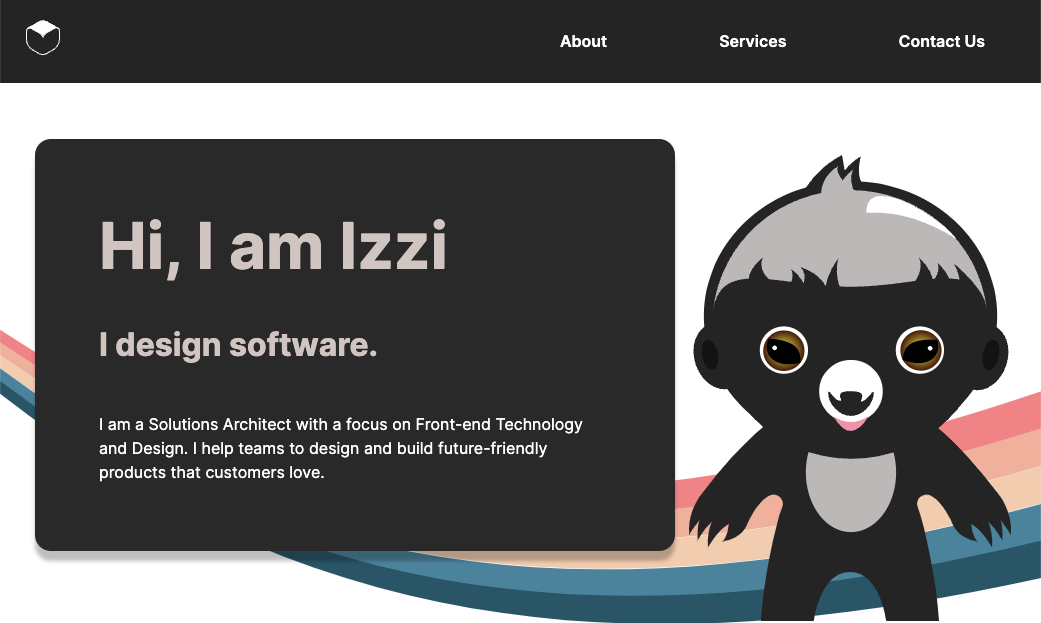 About
Services
Contact Us
Hi, I am Izzi
I design software.
I am a Solutions Architect with a focus on Front-end Technology
and Design. I help teams to design and build future-friendly
products that customers love.